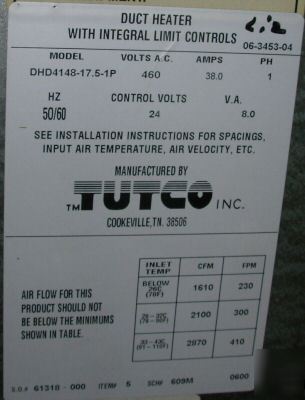 DUCT HEATER
WITH INTEGRAL LIMIT CONTROLS
06-3453-04
MODEL VOLTS A.C. AMPS PH
DHD4148-17.5-1P 460 38.0 1
HZ CONTROL VOLTS V.A.
50/60 24 8.0
SEE INSTALLATION INSTRUCTIONS FOR SPACINGS,
INPUT AIR TEMPERATURE, AIR VELOCITY, ETC.
MANUFACTURED BY
TM TUTCO INC.
COOKEVILLE, TN. 38506
AIR FLOW FOR THIS
PRODUCT SHOULD NOT
BE BELOW THE MINIMUMS
SHOWN IN TABLE.
INLET TEMP CFM FPM
BELOW 26C (79F) 1610 230
2100 300
2870 410
S.O.# 61318 - 000 ITEM# 5 SCH# 609M 0600